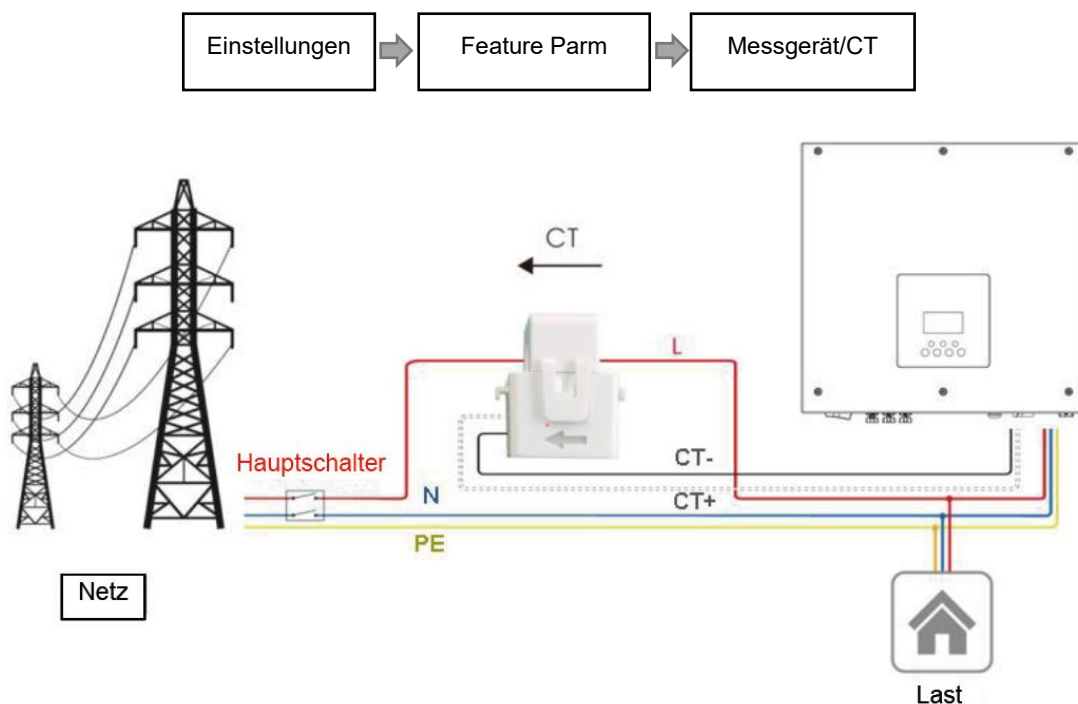 Einstellungen
Feature Parm
Messgerät/CT
CT
L
Hauptschalter
CT-
N
CT+
PE
Netz
Last